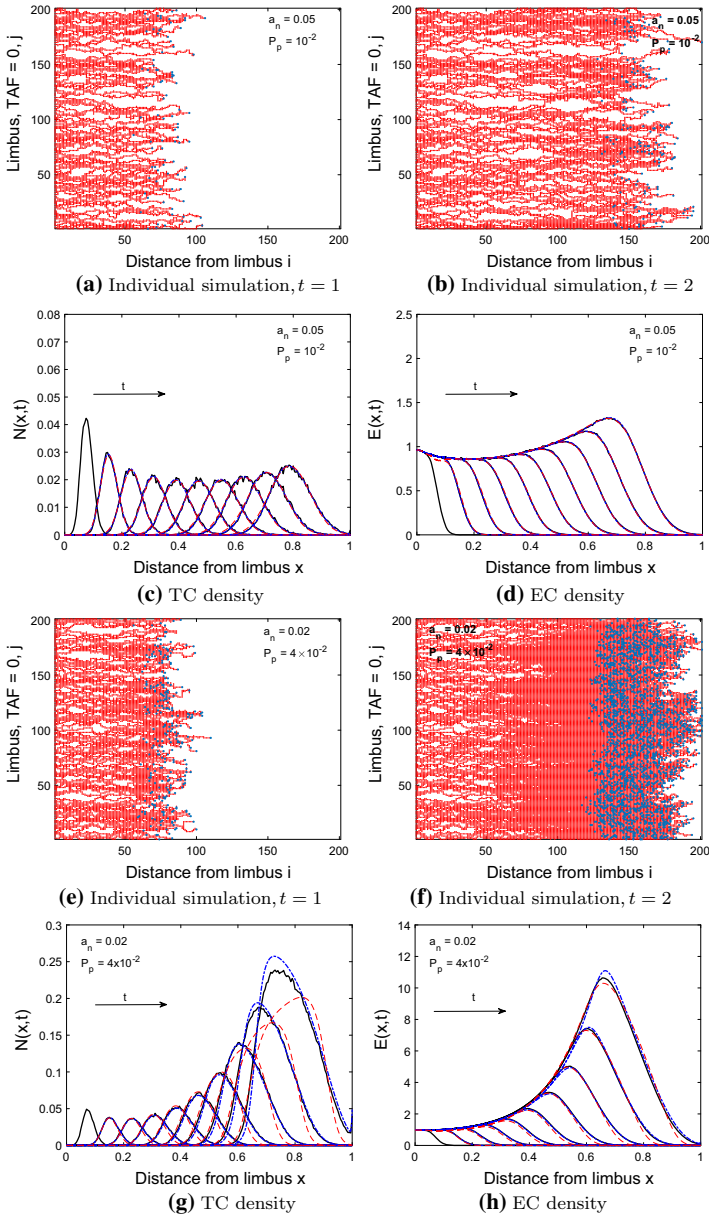 a_n = 0.05
P_p = 10^-2
200
150
100
50
Limbus, TAF = 0, j
50 100 150 200
Distance from limbus i
(a) Individual simulation, t = 1
a_n = 0.05
P_p = 10^-2
200
150
100
50
50 100 150 200
Distance from limbus i
(b) Individual simulation, t = 2
0.08
0.07
0.06
0.05
0.04
0.03
0.02
0.01
0
N(x,t)
a_n = 0.05
P_p = 10^-2
t
0 0.2 0.4 0.6 0.8 1
Distance from limbus x
(c) TC density
2.5
2
1.5
1
0.5
0
E(x,t)
a_n = 0.05
P_p = 10^-2
t
0 0.2 0.4 0.6 0.8 1
Distance from limbus x
(d) EC density
200
150
100
50
Limbus, TAF = 0, j
a_n = 0.02
P_p = 4×10^-2
50 100 150 200
Distance from limbus i
(e) Individual simulation, t = 1
200
150
100
50
a_n = 0.02
P_p = 4×10^-2
50 100 150 200
Distance from limbus i
(f) Individual simulation, t = 2
0.3
0.25
0.2
0.15
0.1
0.05
0
N(x,t)
a_n = 0.02
P_p = 4x10^-2
t
0 0.2 0.4 0.6 0.8 1
Distance from limbus x
(g) TC density
14
12
10
8
6
4
2
0
E(x,t)
a_n = 0.02
P_p = 4x10^-2
t
0 0.2 0.4 0.6 0.8 1
Distance from limbus x
(h) EC density